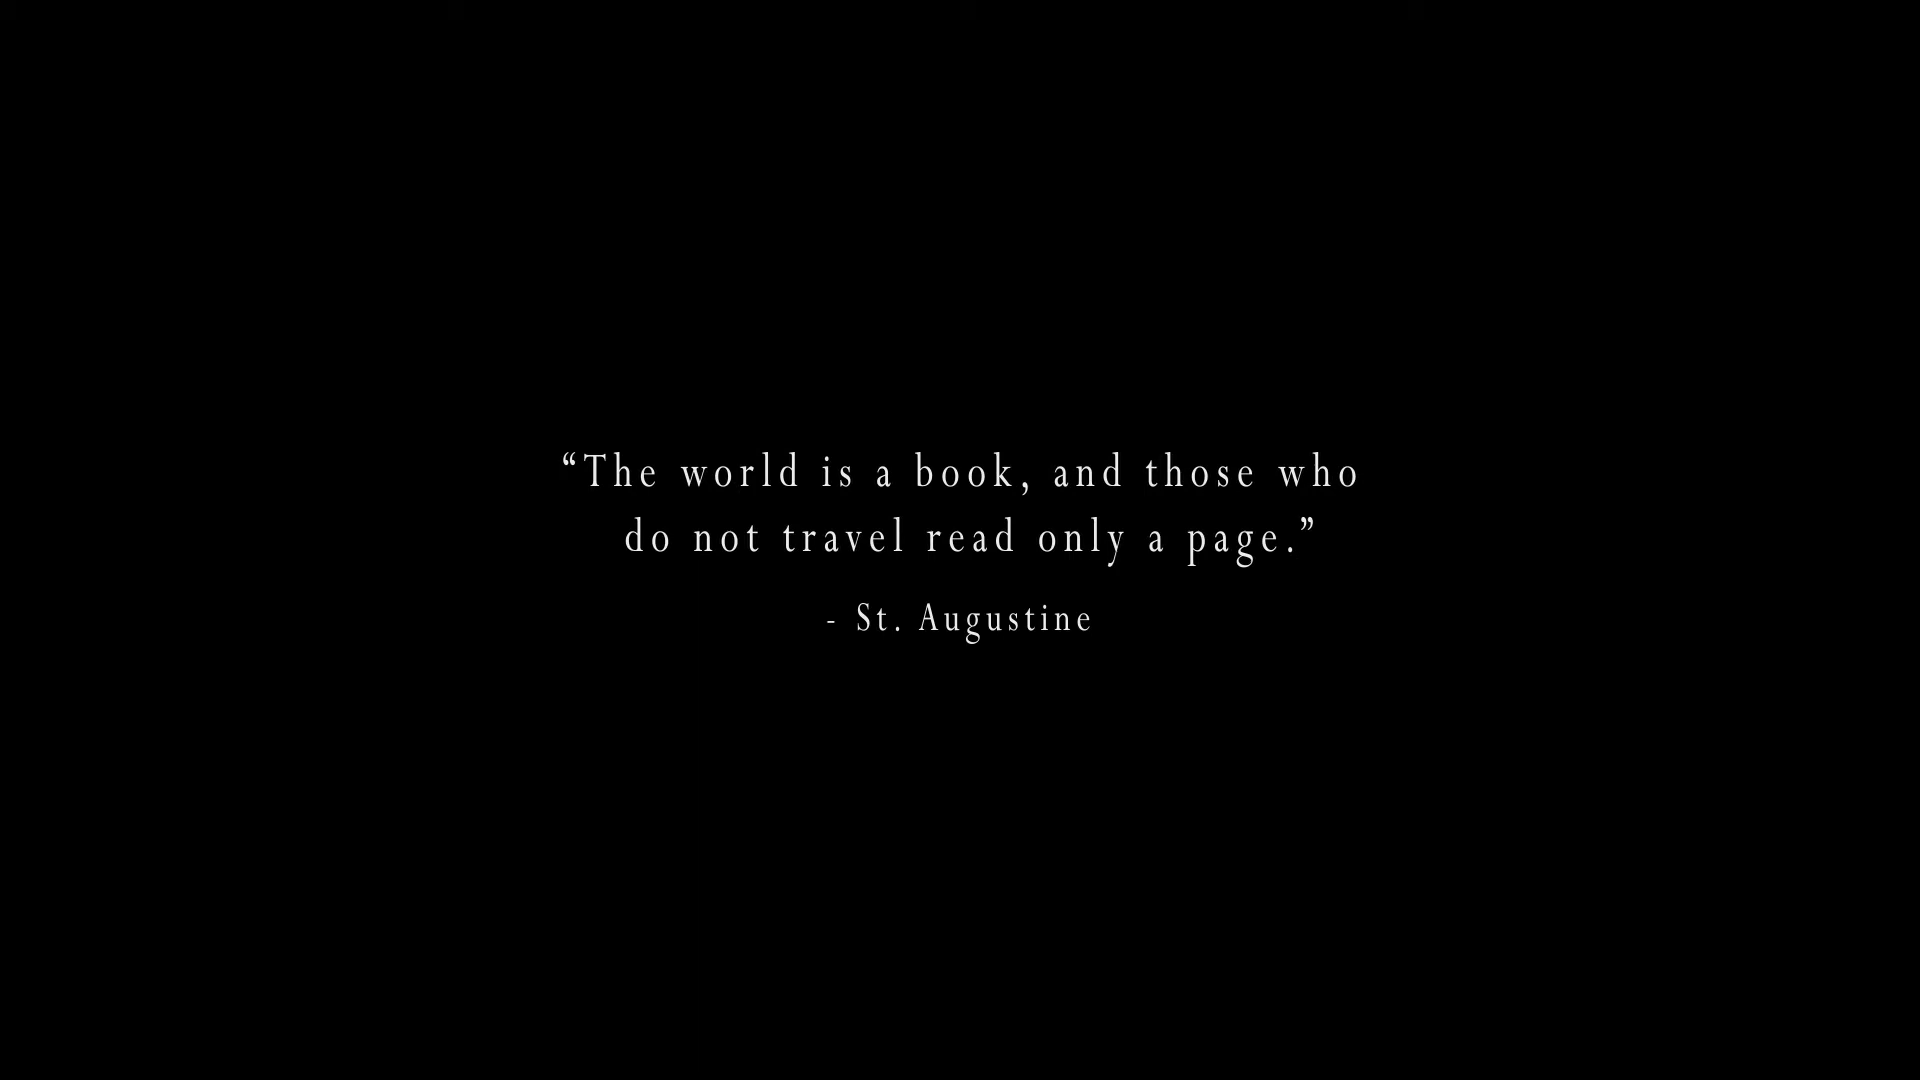 “The world is a book, and those who
do not travel read only a page.”
- St. Augustine